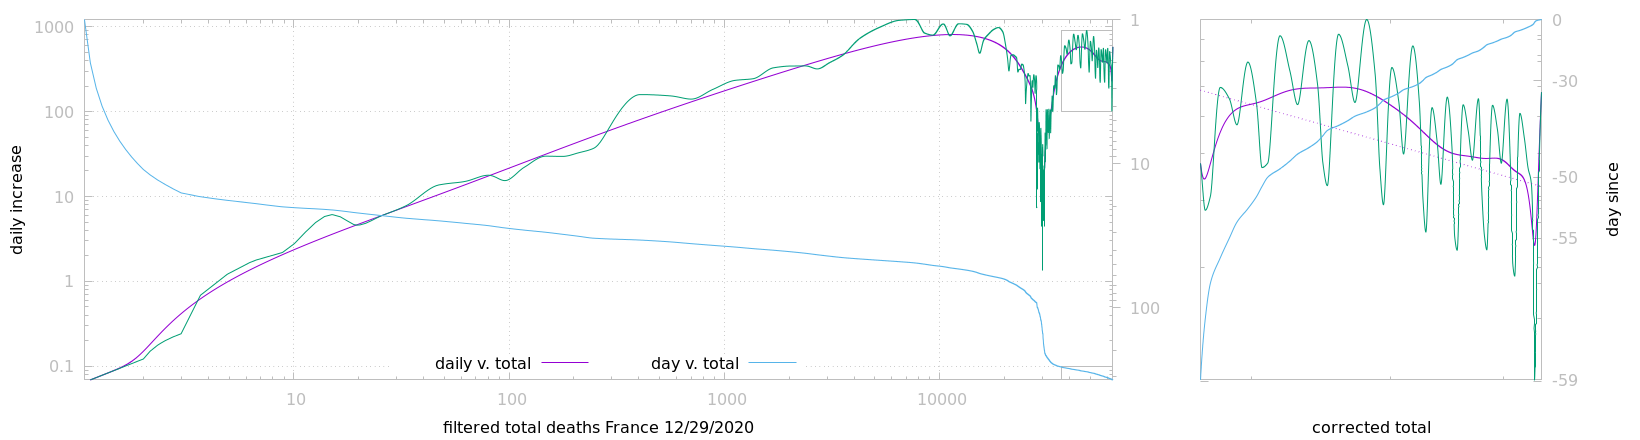 1000
100
10
1
0.1
daily increase
daily v. total
day v. total
10
100
1000
10000
filtered total deaths France 12/29/2020
1
10
100
0
-30
-50
-55
-59
day since
corrected total